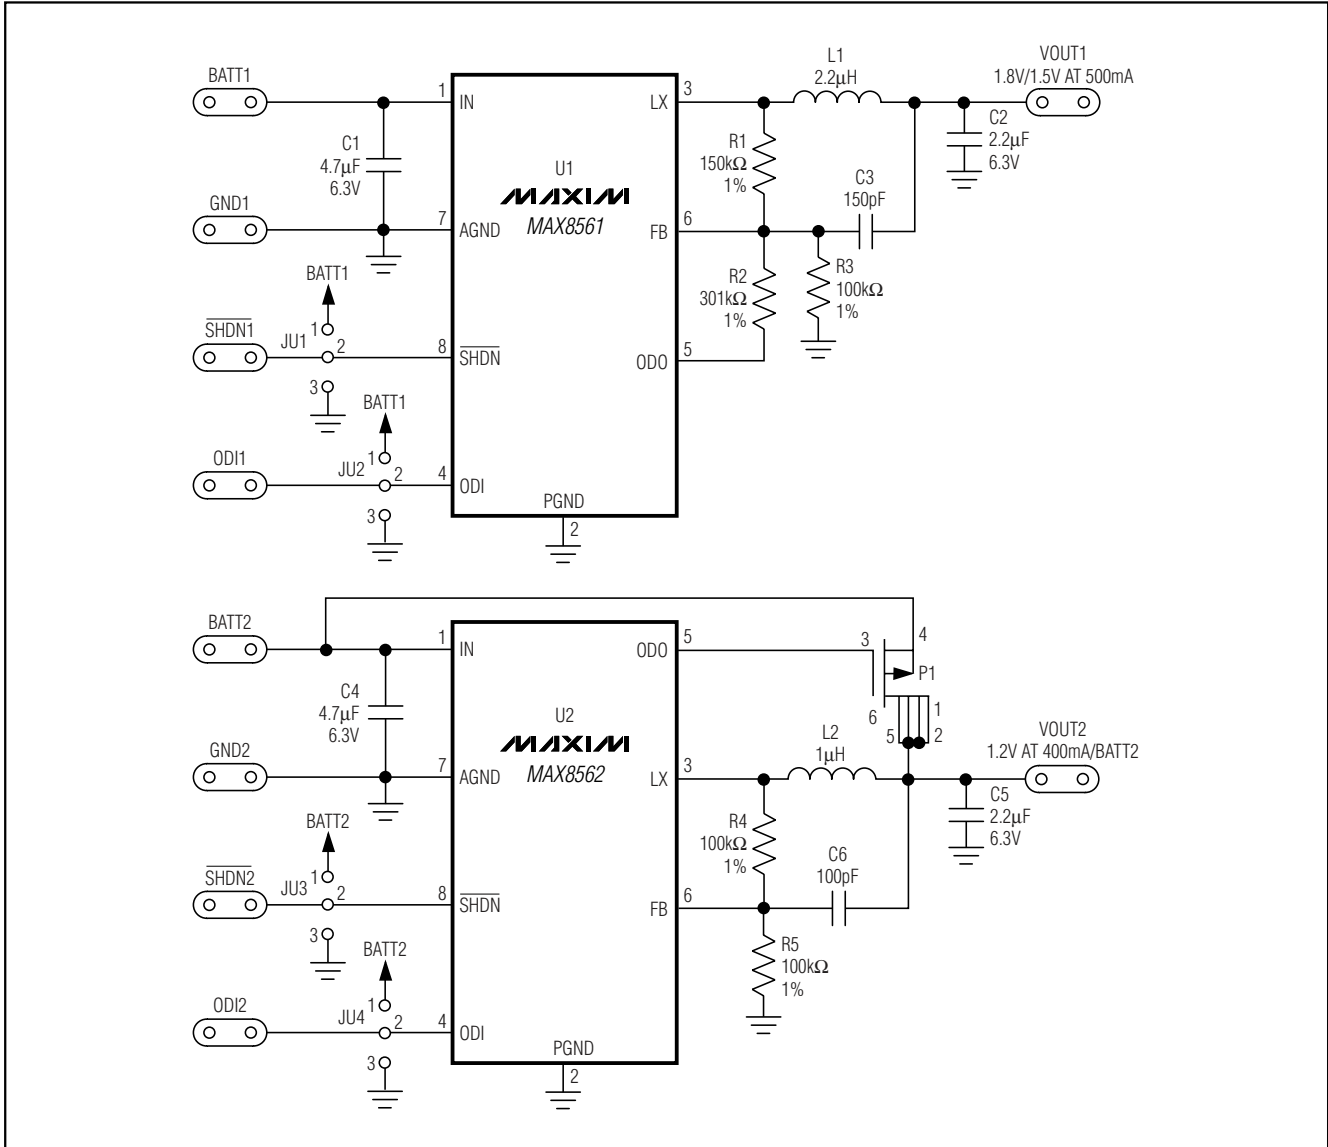 BATT1
GND1
SHDN1
ODI1
C1
4.7µF
6.3V
BATT1
JU1
1
2
3
BATT1
JU2
1
2
3
1
IN
7
AGND
8
SHDN
4
ODI
U1
MAXIM
MAX8561
PGND
2
LX
3
FB
6
ODO
5
L1
2.2µH
R1
150kΩ
1%
R2
301kΩ
1%
C3
150pF
R3
100kΩ
1%
VOUT1
1.8V/1.5V AT 500mA
C2
2.2µF
6.3V
BATT2
GND2
SHDN2
ODI2
C4
4.7µF
6.3V
BATT2
JU3
1
2
3
BATT2
JU4
1
2
3
1
IN
7
AGND
8
SHDN
4
ODI
U2
MAXIM
MAX8562
PGND
2
ODO
5
LX
3
FB
6
3
4
P1
6
5
1
2
L2
1µH
R4
100kΩ
1%
C6
100pF
R5
100kΩ
1%
VOUT2
1.2V AT 400mA/BATT2
C5
2.2µF
6.3V